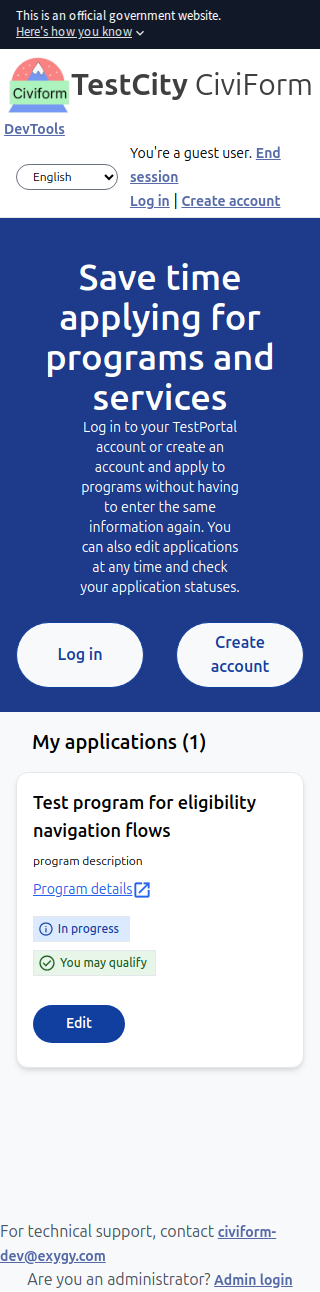 This is an official government website.
Here's how you know
Civiform
TestCity CiviForm
DevTools
English
You're a guest user. End
session
Log in | Create account
Save time
applying for
programs and
services
Log in to your TestPortal
account or create an
account and apply to
programs without having
to enter the same
information again. You
can also edit applications
at any time and check
your application statuses.
Log in
Create
account
My applications (1)
Test program for eligibility
navigation flows
program description
Program details
In progress
You may qualify
Edit
For technical support, contact civiform-
dev@exygy.com
Are you an administrator? Admin login